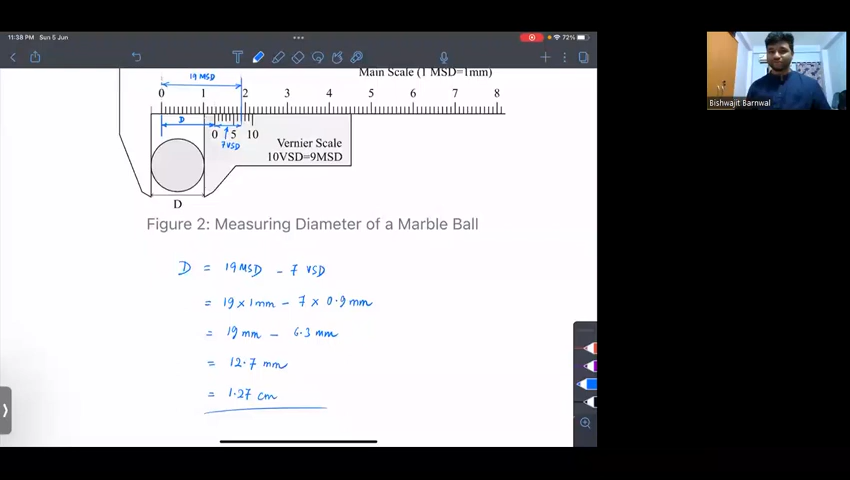 11:38 PM Sun 5 Jun
72%
Main Scale (1 MSD=1mm)
19 MSD
0 1 2 3 4 5 6 7 8
D
0 5 10
7 VSD
Vernier Scale
10VSD=9MSD
D
Figure 2: Measuring Diameter of a Marble Ball
D = 19 MSD - 7 VSD
= 19 x 1 mm - 7 x 0.9 mm
= 19 mm - 6.3 mm
= 12.7 mm
= 1.27 cm
Bishwajit Barnwal